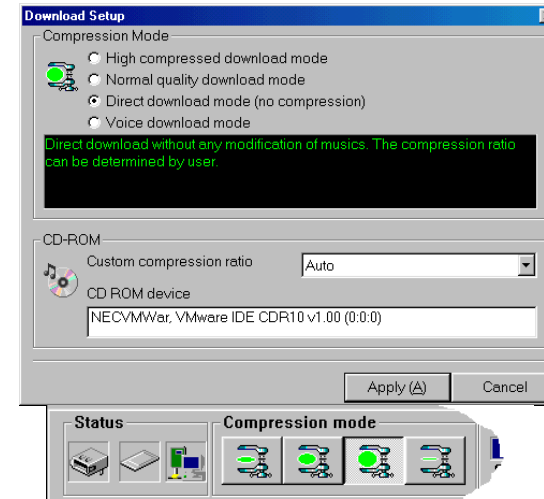 Download Setup
Compression Mode
High compressed download mode
Normal quality download mode
Direct download mode (no compression)
Voice download mode
Direct download without any modification of musics. The compression ratio
can be determined by user.
CD-ROM
Custom compression ratio
Auto
CD ROM device
NECVMWar, VMware IDE CDR10 v1.00 (0:0:0)
Apply (A)
Cancel
Status
Compression mode